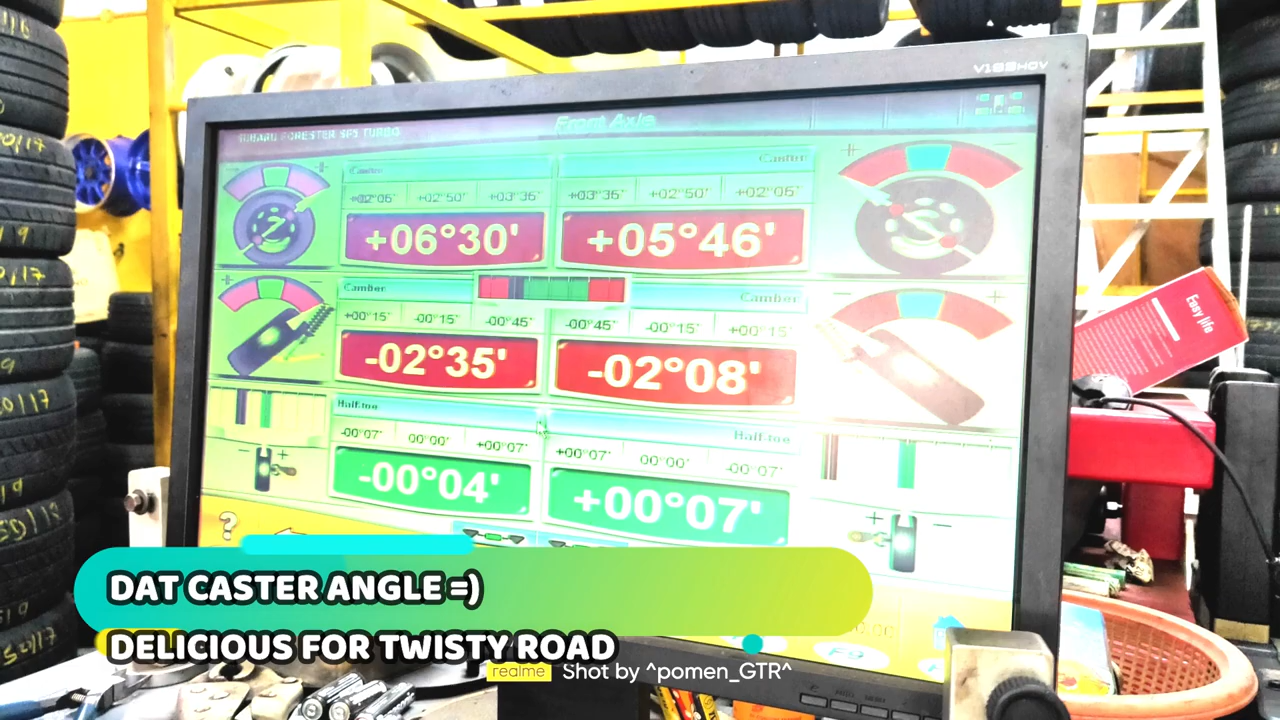 V193HQV
SUBARU FORESTER SF5 TURBO
Front Axis
Caster
Caster
+02°05' +02°50' +03°35'
+03°35' +02°50' +02°05'
+06°30'
+05°46'
Camber
Camber
+00°15' -00°15' -00°45'
-00°45' -00°15' +00°15'
-02°35'
-02°08'
Half-toe
Half-toe
-00°07' 00°00' +00°07'
+00°07' 00°00' -00°07'
-00°04'
+00°07'
?
Easy life
DAT CASTER ANGLE =)
DELICIOUS FOR TWISTY ROAD
realme Shot by ^pomen_GTR^